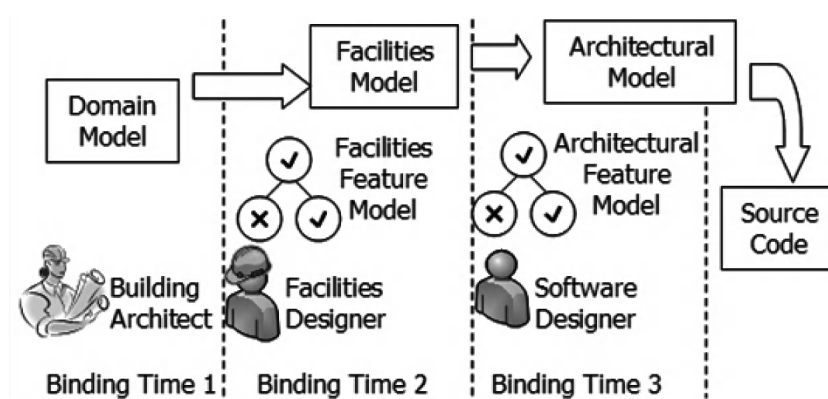 Domain
Model
Facilities
Model
Architectural
Model
Facilities
Feature
Model
Architectural
Feature
Model
Source
Code
Building
Architect
Facilities
Designer
Software
Designer
Binding Time 1
Binding Time 2
Binding Time 3